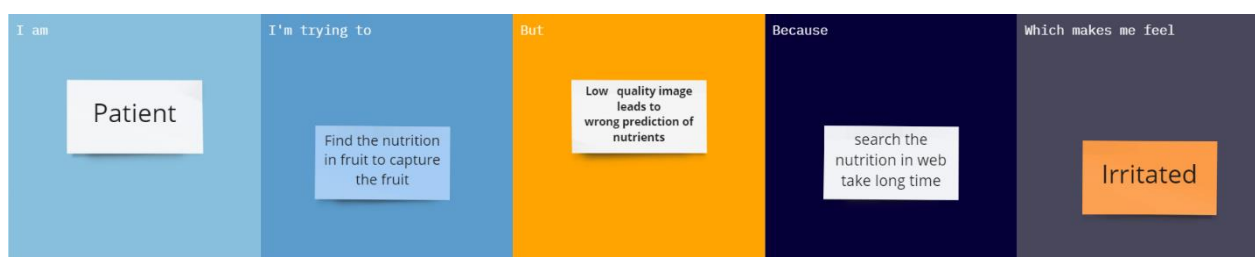 I am
Patient
I'm trying to
Find the nutrition
in fruit to capture
the fruit
But
Low quality image
leads to
wrong prediction of
nutrients
Because
search the
nutrition in web
take long time
Which makes me feel
Irritated